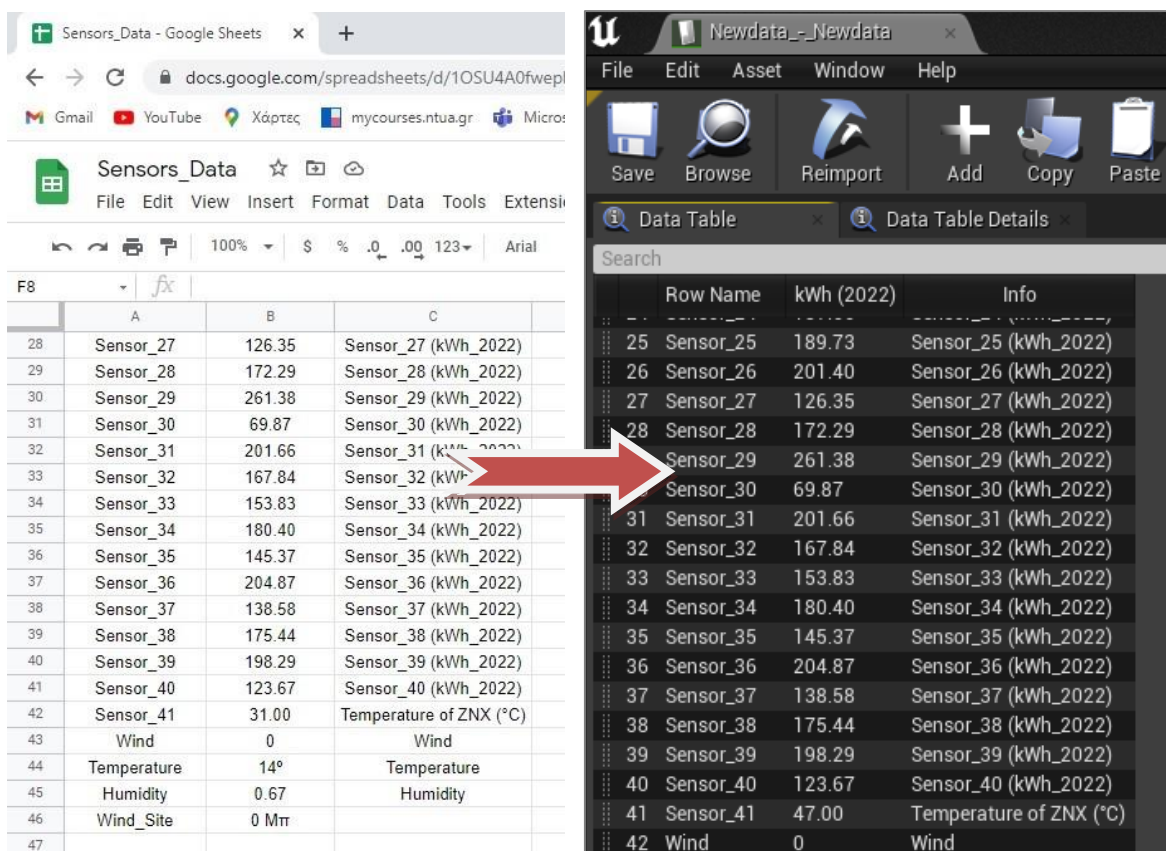 Sensors_Data - Google Sheets
docs.google.com/spreadsheets/d/1OSU4A0fwepl
Gmail YouTube Χάρτες mycourses.ntua.gr Micros
Sensors_Data
File Edit View Insert Format Data Tools Extensi
100% $ % .0 .00 123 Arial
F8 fx
A B C
28 Sensor_27 126.35 Sensor_27 (kWh_2022)
29 Sensor_28 172.29 Sensor_28 (kWh_2022)
30 Sensor_29 261.38 Sensor_29 (kWh_2022)
31 Sensor_30 69.87 Sensor_30 (kWh_2022)
32 Sensor_31 201.66 Sensor_31
33 Sensor_32 167.84 Sensor_32
34 Sensor_33 153.83 Sensor_33 (kWh_2022)
35 Sensor_34 180.40 Sensor_34 (kWh_2022)
36 Sensor_35 145.37 Sensor_35 (kWh_2022)
37 Sensor_36 204.87 Sensor_36 (kWh_2022)
38 Sensor_37 138.58 Sensor_37 (kWh_2022)
39 Sensor_38 175.44 Sensor_38 (kWh_2022)
40 Sensor_39 198.29 Sensor_39 (kWh_2022)
41 Sensor_40 123.67 Sensor_40 (kWh_2022)
42 Sensor_41 31.00 Temperature of ZNX (°C)
43 Wind 0 Wind
44 Temperature 14º Temperature
45 Humidity 0.67 Humidity
46 Wind_Site 0 Μπ
47
Newdata_-_Newdata
File Edit Asset Window Help
Save Browse Reimport Add Copy Paste
Data Table Data Table Details
Search
Row Name kWh (2022) Info
25 Sensor_25 189.73 Sensor_25 (kWh_2022)
26 Sensor_26 201.40 Sensor_26 (kWh_2022)
27 Sensor_27 126.35 Sensor_27 (kWh_2022)
28 Sensor_28 172.29 Sensor_28 (kWh_2022)
Sensor_29 261.38 Sensor_29 (kWh_2022)
Sensor_30 69.87 Sensor_30 (kWh_2022)
31 Sensor_31 201.66 Sensor_31 (kWh_2022)
32 Sensor_32 167.84 Sensor_32 (kWh_2022)
33 Sensor_33 153.83 Sensor_33 (kWh_2022)
34 Sensor_34 180.40 Sensor_34 (kWh_2022)
35 Sensor_35 145.37 Sensor_35 (kWh_2022)
36 Sensor_36 204.87 Sensor_36 (kWh_2022)
37 Sensor_37 138.58 Sensor_37 (kWh_2022)
38 Sensor_38 175.44 Sensor_38 (kWh_2022)
39 Sensor_39 198.29 Sensor_39 (kWh_2022)
40 Sensor_40 123.67 Sensor_40 (kWh_2022)
41 Sensor_41 47.00 Temperature of ZNX (°C)
42 Wind 0 Wind